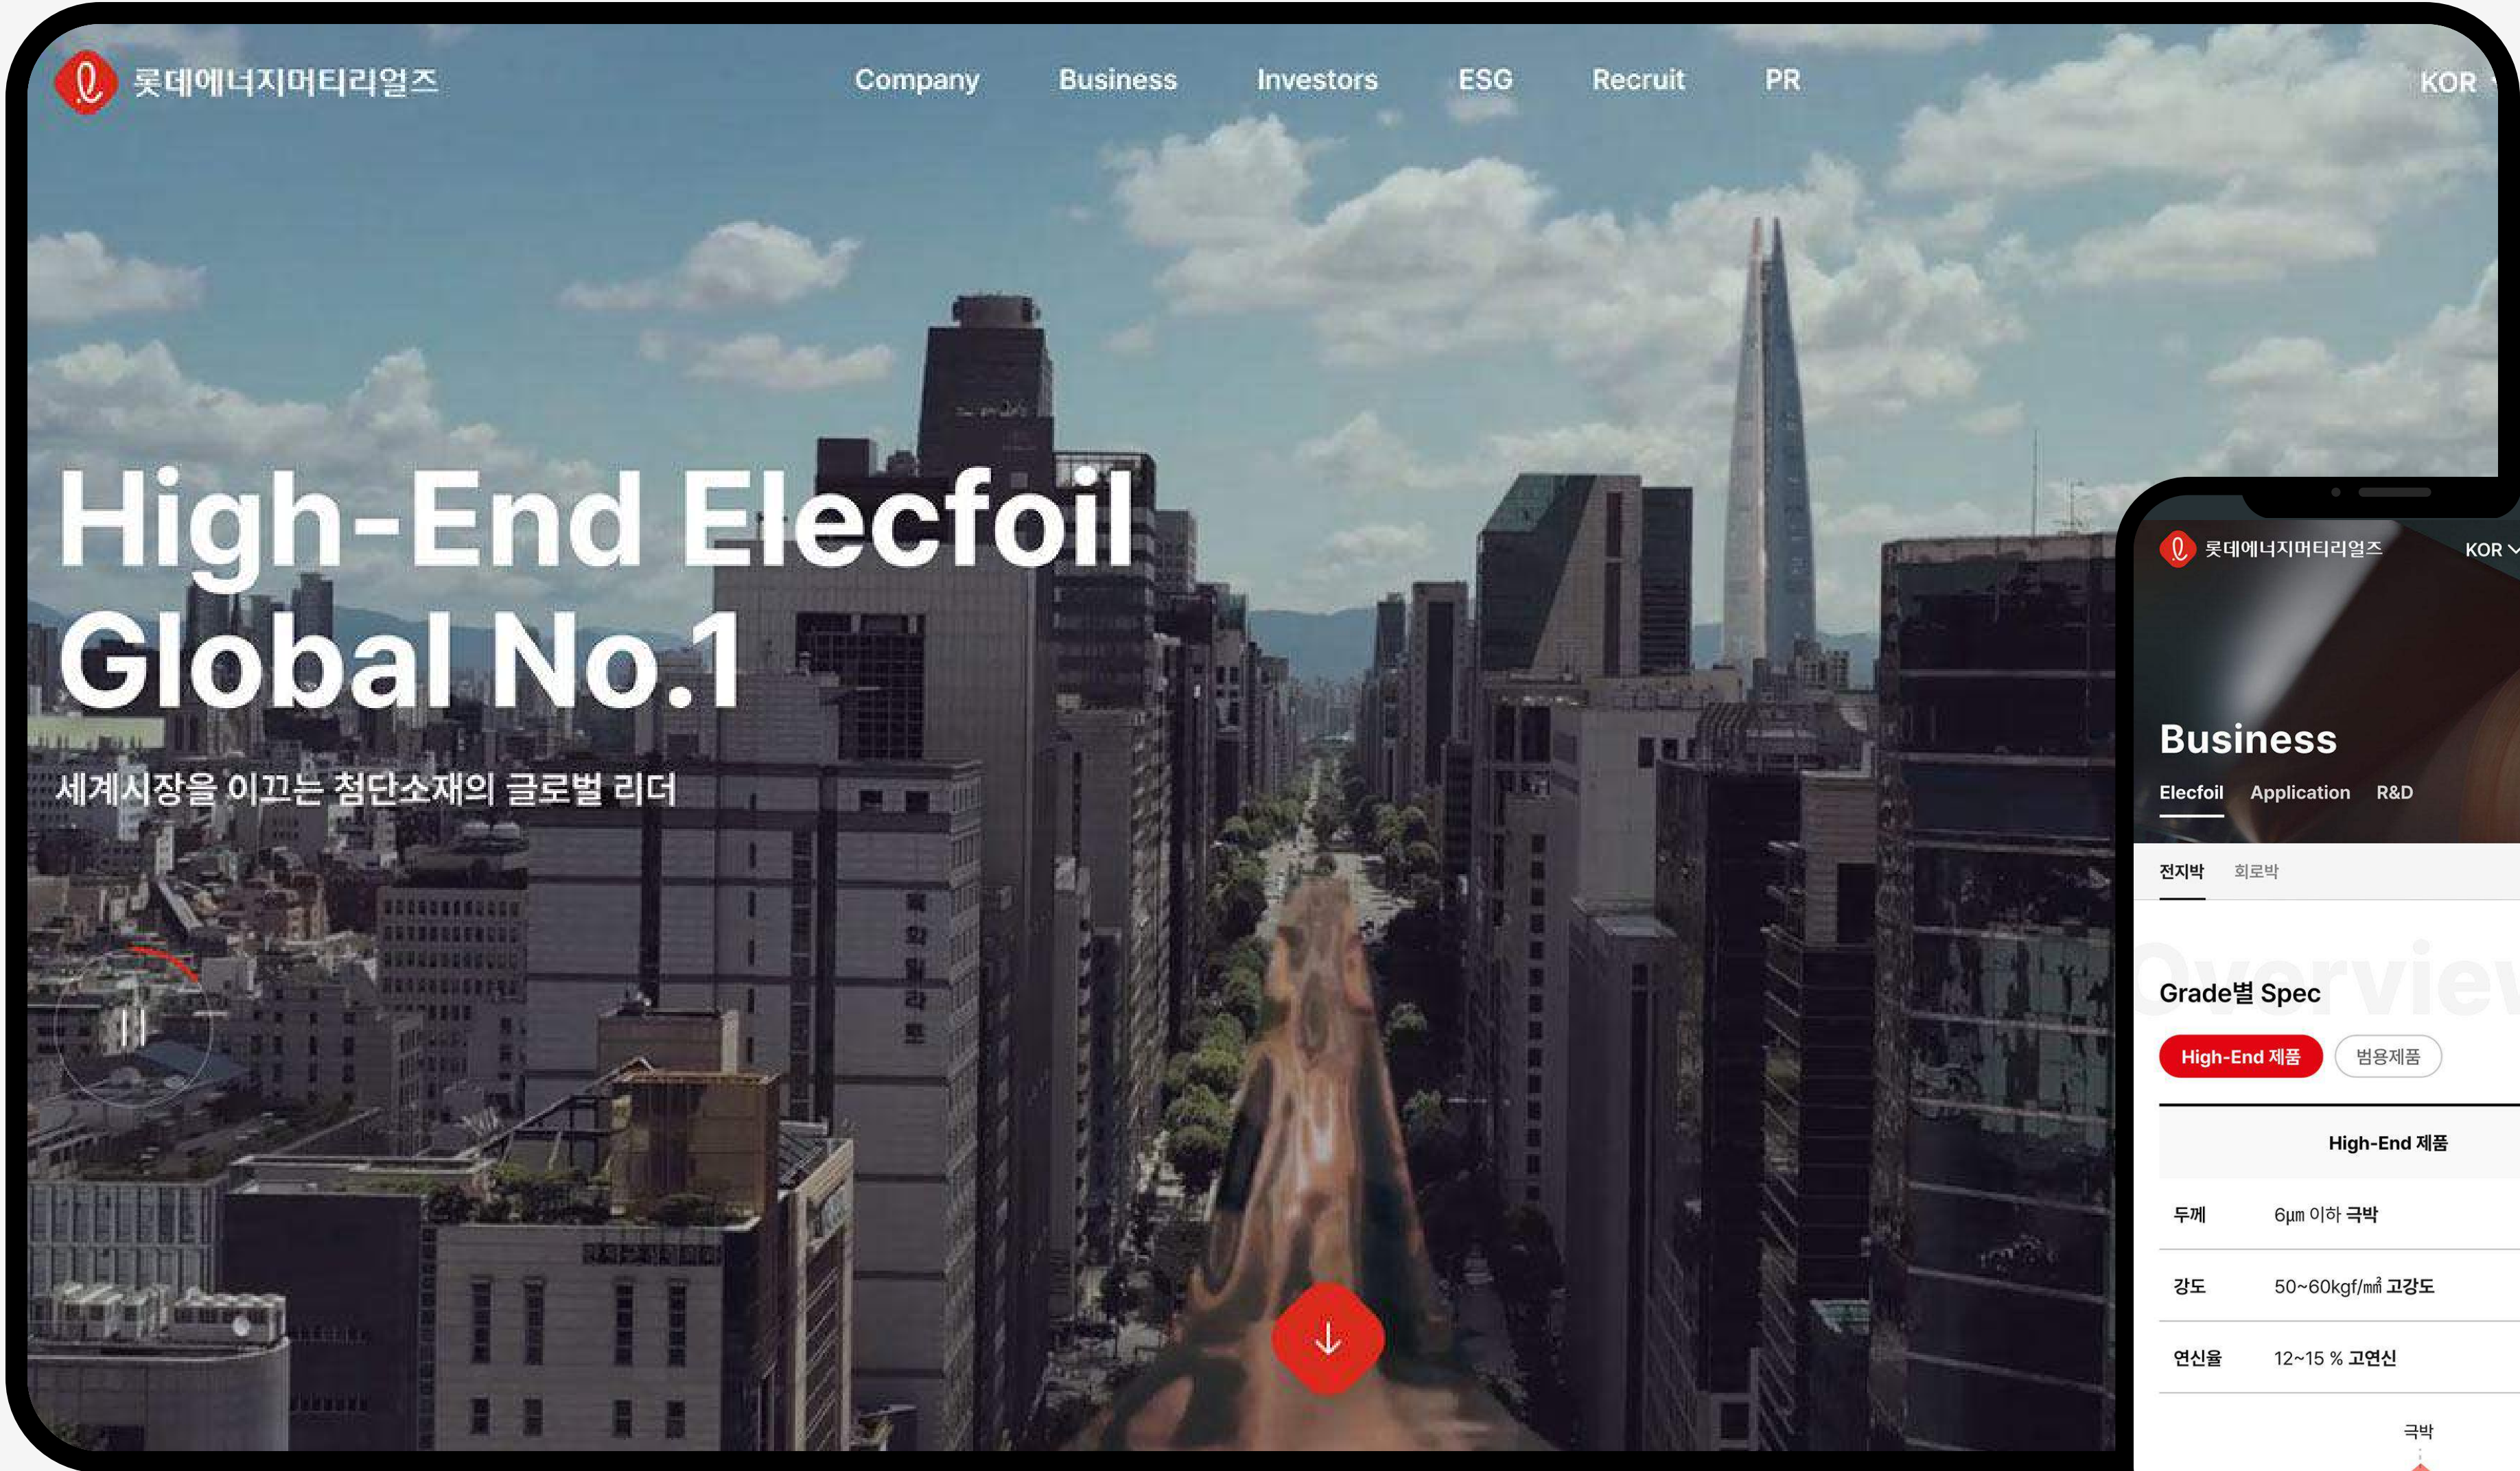 롯데에너지머티리얼즈
Company Business Investors ESG Recruit PR
KOR
High-End Elecfoil
Global No.1
세계시장을 이끄는 첨단소재의 글로벌 리더
롯데에너지머티리얼즈
KOR
Business
Elecfoil Application R&D
전지박 회로박
Grade별 Spec
High-End 제품 범용제품
High-End 제품
두께 6㎛ 이하 극박
강도 50~60kgf/㎟ 고강도
연신율 12~15 % 고연신
극박